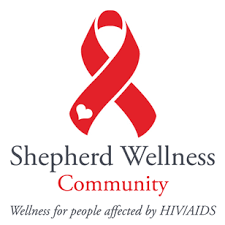 Shepherd Wellness
Community
Wellness for people affected by HIV/AIDS